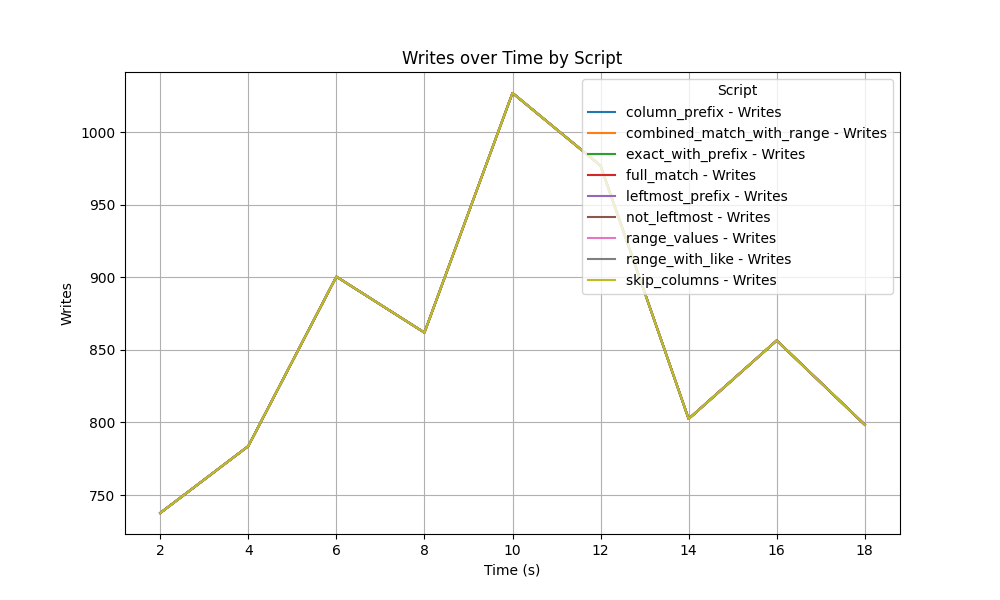 Writes over Time by Script
Script
column_prefix - Writes
combined_match_with_range - Writes
exact_with_prefix - Writes
full_match - Writes
leftmost_prefix - Writes
not_leftmost - Writes
range_values - Writes
range_with_like - Writes
skip_columns - Writes
Writes
1000
950
900
850
800
750
2 4 6 8 10 12 14 16 18
Time (s)